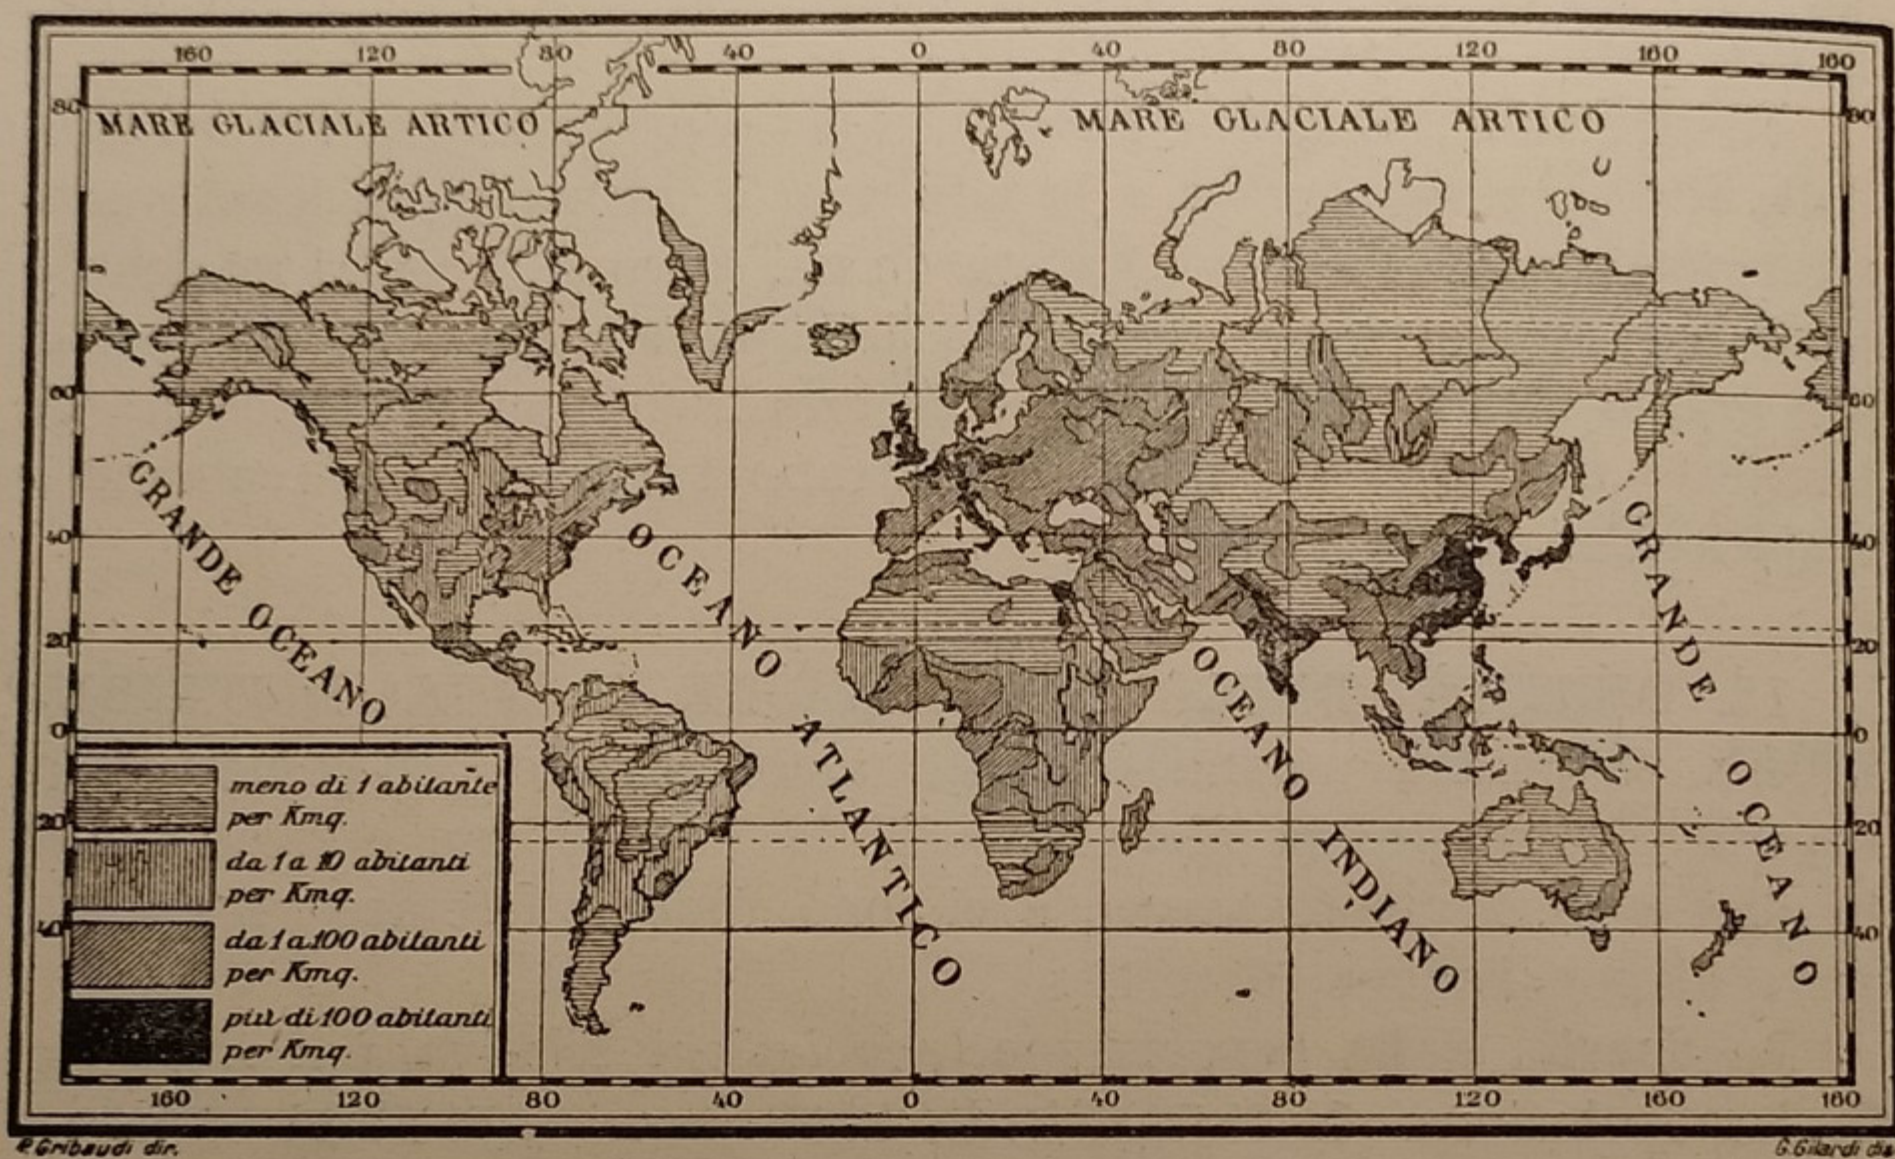 160 120 80 40 0 40 80 120 160 160
80 MARE GLACIALE ARTICO MARE GLACIALE ARTICO 80
60 60
GRANDE OCEANO
OCEANO ATLANTICO
OCEANO INDIANO
GRANDE OCEANO
40 40
20 20
0 0
20 20
40 40
meno di 1 abitante
per Kmq.
da 1 a 10 abitanti
per Kmq.
da 1 a 100 abitanti
per Kmq.
più di 100 abitanti
per Kmq.
160 120 80 40 0 40 80 120 160 160
P. Gribaudi dir. G. Gilardi dis